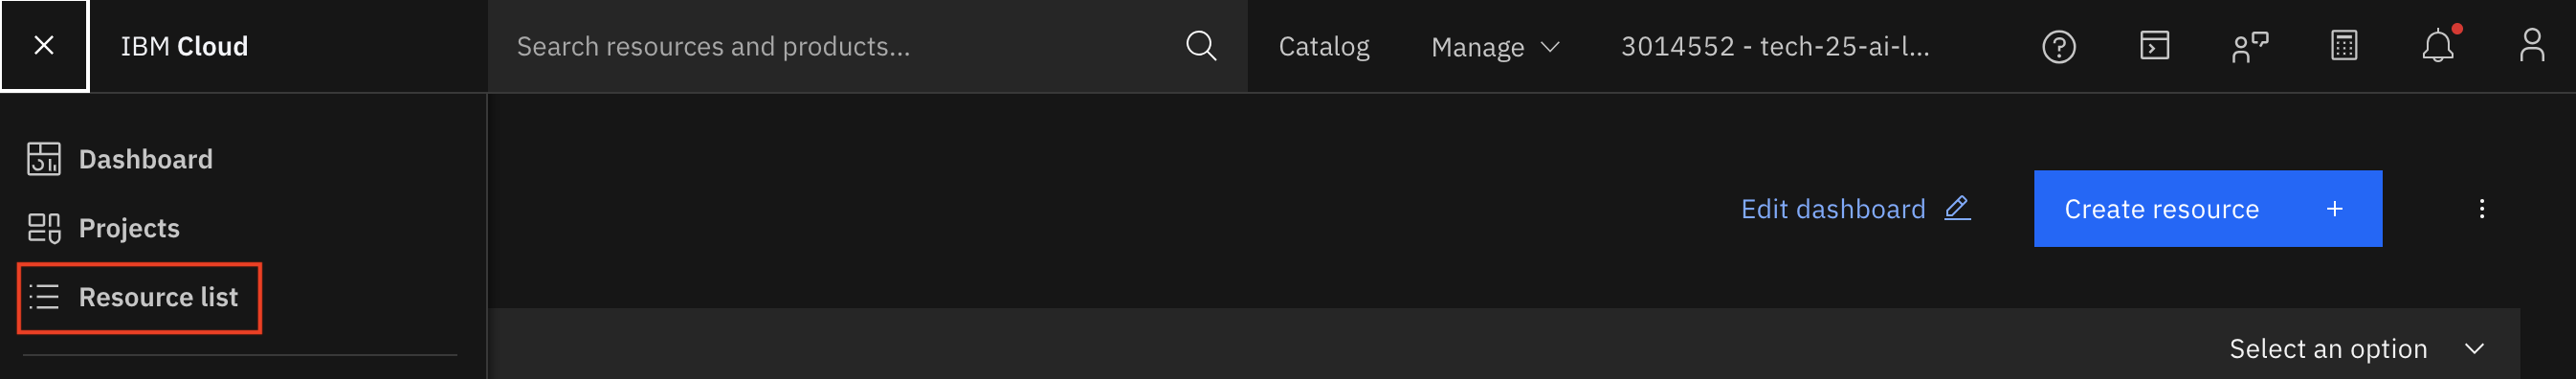 IBM Cloud
Search resources and products...
Catalog
Manage
3014552 - tech-25-ai-l...
Dashboard
Projects
Resource list
Edit dashboard
Create resource +
Select an option